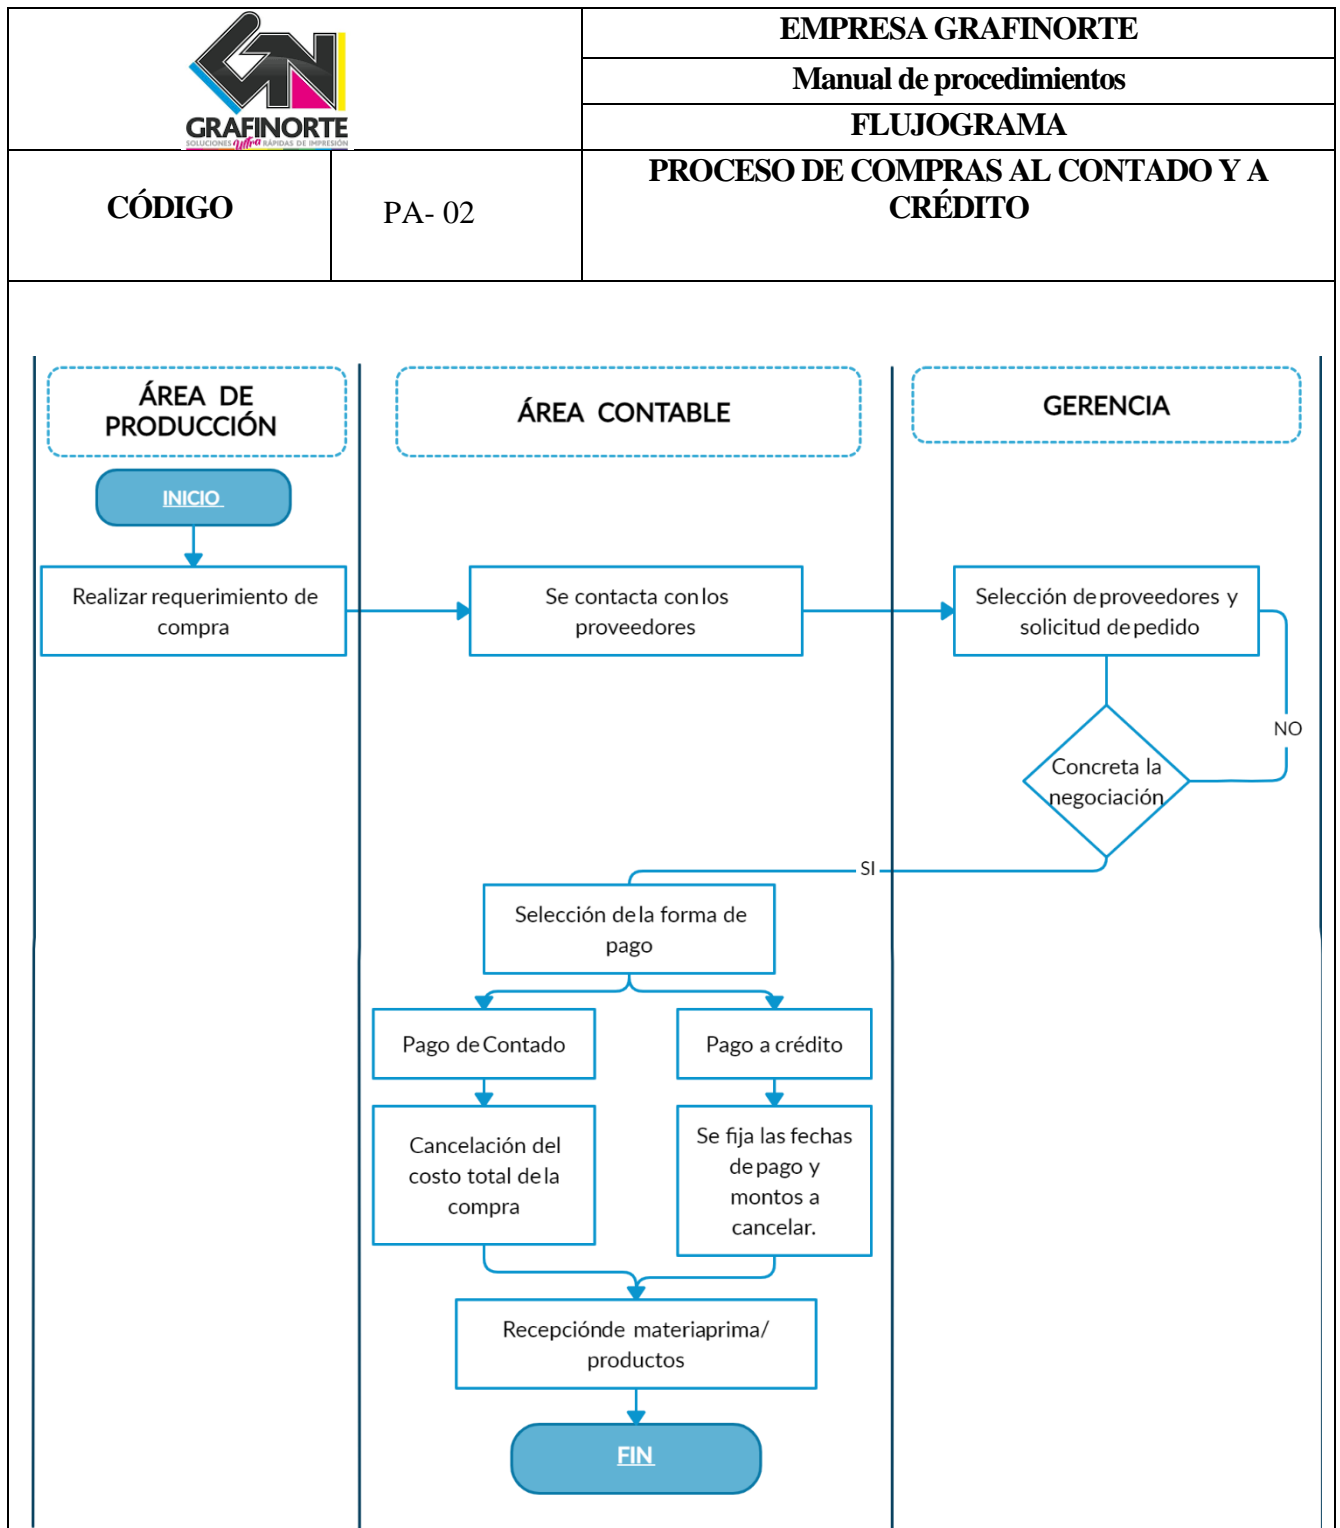 GRAFINORTE
SOLUCIONES Ultra RÁPIDAS DE IMPRESIÓN
EMPRESA GRAFINORTE
Manual de procedimientos
FLUJOGRAMA
CÓDIGO
PA- 02
PROCESO DE COMPRAS AL CONTADO Y A
CRÉDITO
ÁREA DE
PRODUCCIÓN
ÁREA CONTABLE
GERENCIA
INICIO
Realizar requerimiento de
compra
Se contacta con los
proveedores
Selección de proveedores y
solicitud de pedido
NO
Concreta la
negociación
SI
Selección de la forma de
pago
Pago de Contado
Pago a crédito
Cancelación del
costo total de la
compra
Se fija las fechas
de pago y
montos a
cancelar.
Recepciónde materiaprima/
productos
FIN